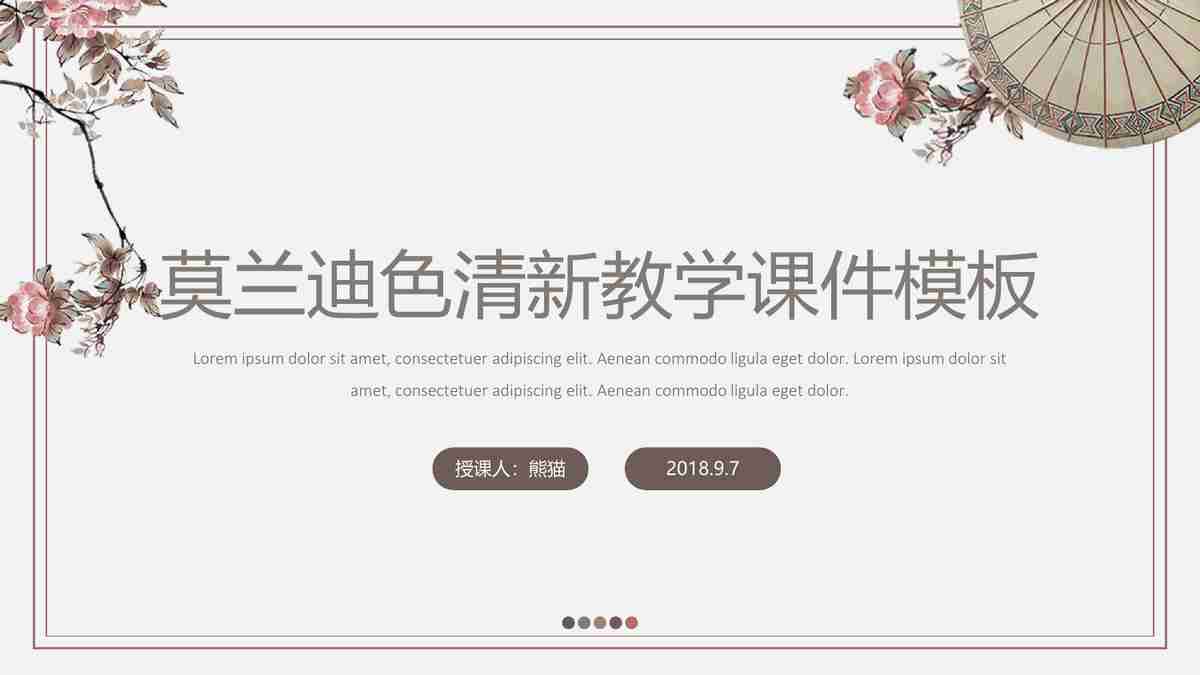 莫兰迪色清新教学课件模板
Lorem ipsum dolor sit amet, consectetuer adipiscing elit. Aenean commodo ligula eget dolor. Lorem ipsum dolor sit
amet, consectetuer adipiscing elit. Aenean commodo ligula eget dolor.
授课人：熊猫
2018.9.7